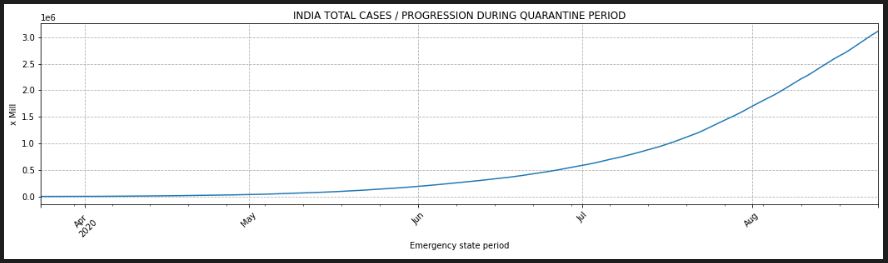 INDIA TOTAL CASES / PROGRESSION DURING QUARANTINE PERIOD
1e6
3.0
2.5
2.0
1.5
1.0
0.5
0.0
x Mill
Apr
2020
May
Jun
Jul
Aug
Emergency state period